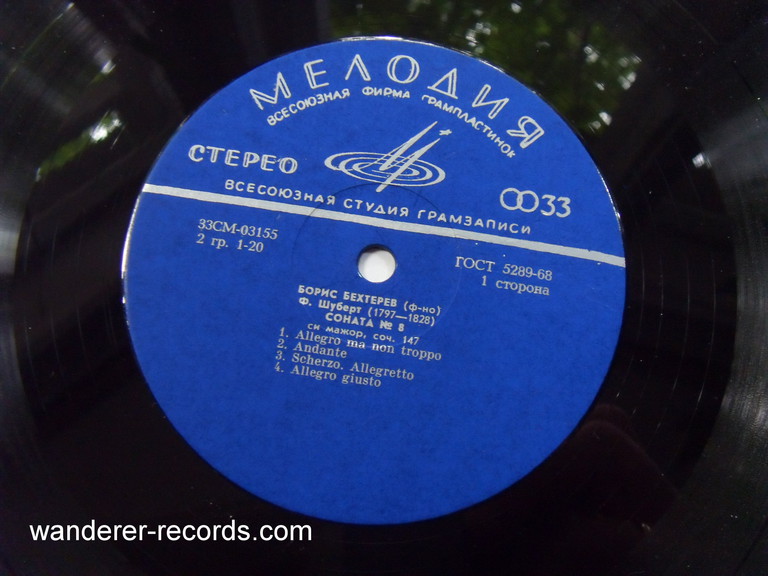 МЕЛОДИЯ
ВСЕСОЮЗНАЯ ФИРМА ГРАМПЛАСТИНОК
СТЕРЕО
33
ВСЕСОЮЗНАЯ СТУДИЯ ГРАМЗАПИСИ
33СМ-03155
2 гр. 1-20
ГОСТ 5289-68
1 сторона
БОРИС БЕХТЕРЕВ (ф-но)
Ф. Шуберт (1797—1828)
СОНАТА № 8
си мажор, соч. 147
1. Allegro ma non troppo
2. Andante
3. Scherzo. Allegretto
4. Allegro giusto
wanderer-records.com